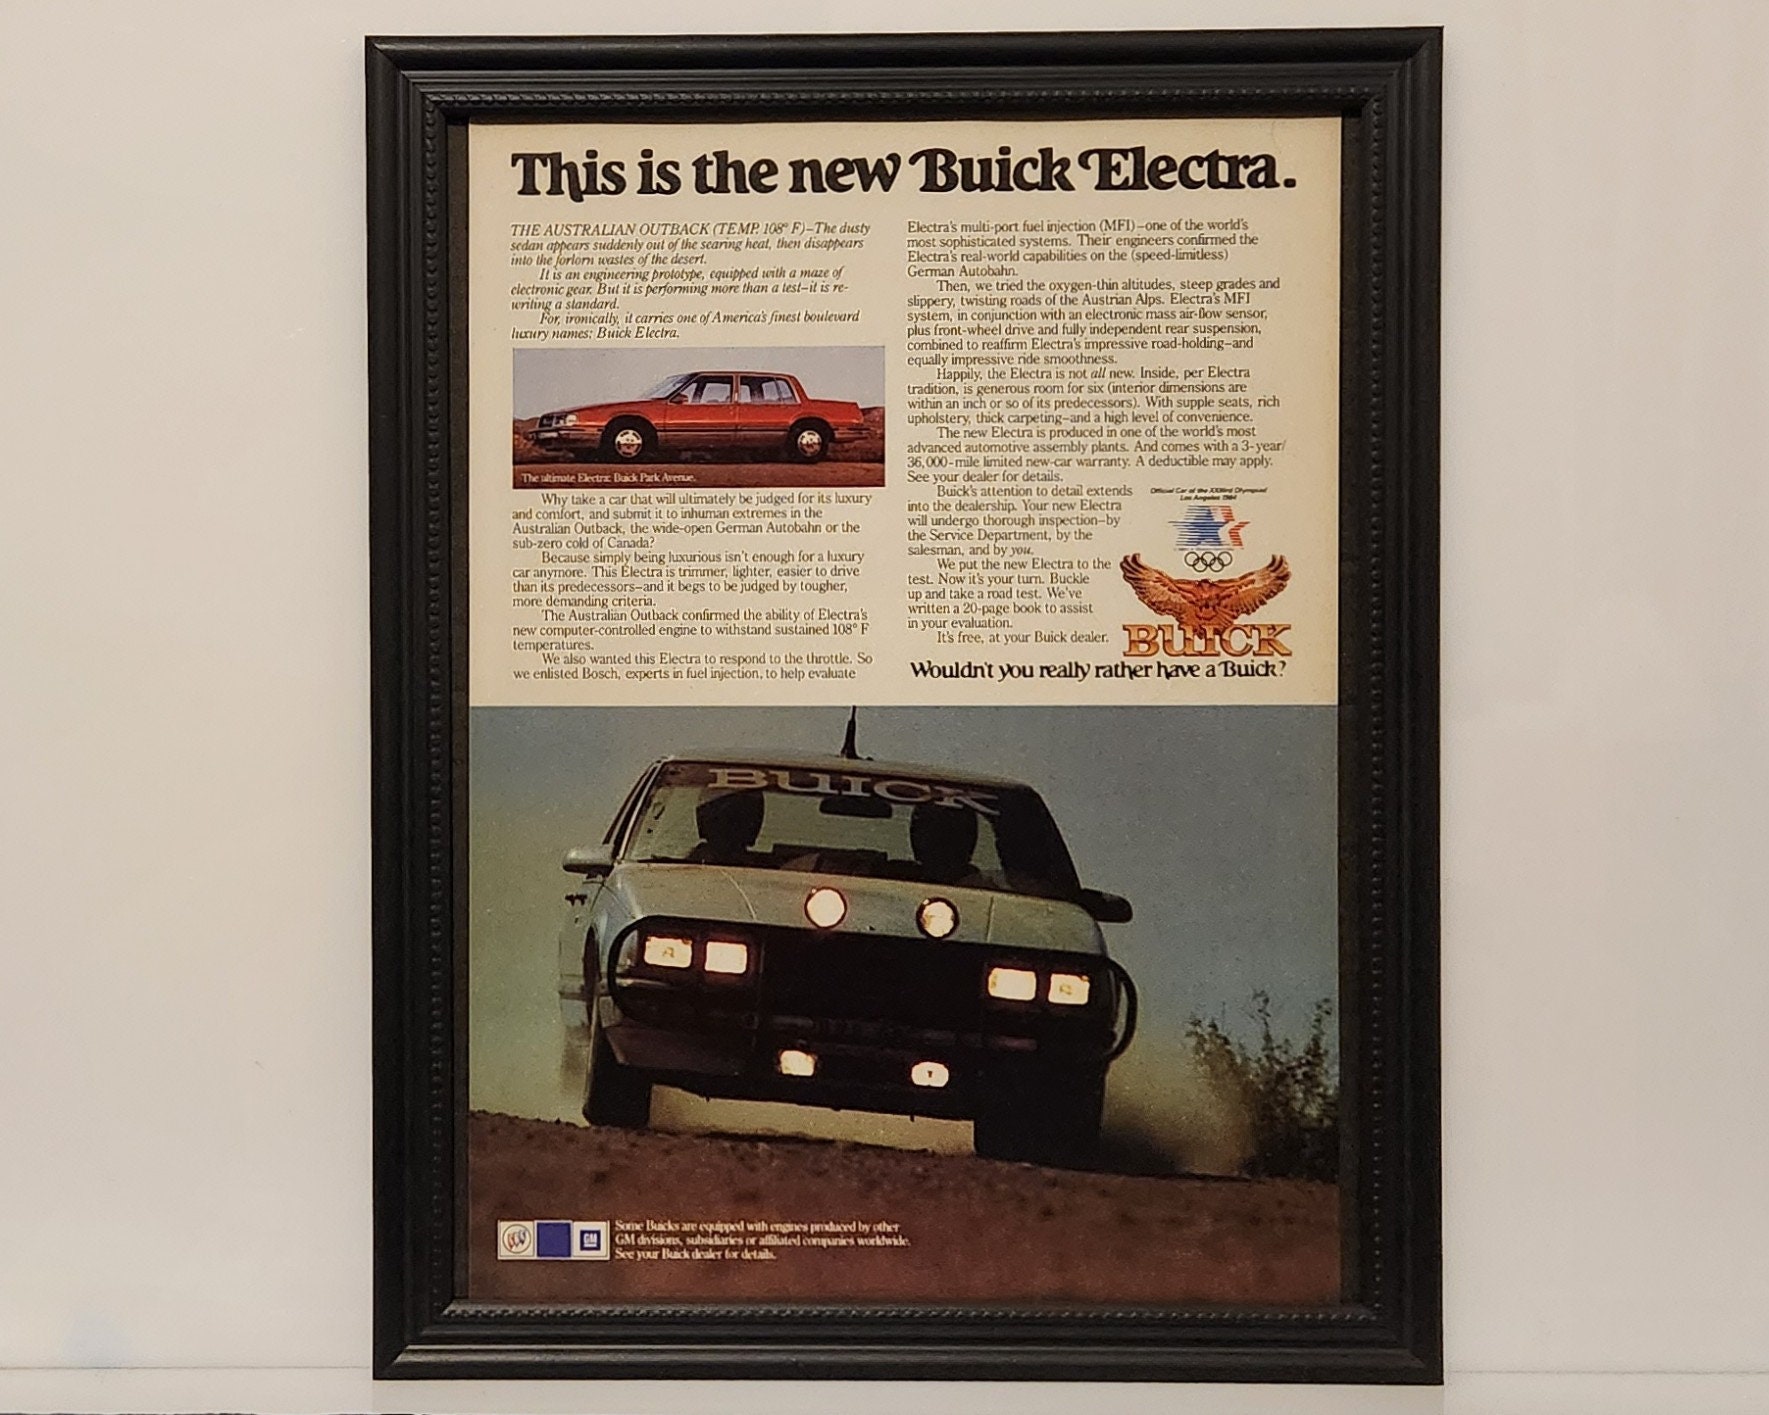 This is the new Buick Electra.
THE AUSTRALIAN OUTBACK (TEMP. 108° F)–The dusty
sedan appears suddenly out of the searing heat, then disappears
into the forlorn wastes of the desert.
It is an engineering prototype, equipped with a maze of
electronic gear. But it is performing more than a test–it is re-
writing a standard.
For, ironically, it carries one of America's finest boulevard
luxury names: Buick Electra.
The ultimate Electra: Buick Park Avenue.
Why take a car that will ultimately be judged for its luxury
and comfort, and submit it to inhuman extremes in the
Australian Outback, the wide-open German Autobahn or the
sub-zero cold of Canada?
Because simply being luxurious isn't enough for a luxury
car anymore. This Electra is trimmer, lighter, easier to drive
than its predecessors–and it begs to be judged by tougher,
more demanding criteria.
The Australian Outback confirmed the ability of Electra's
new computer-controlled engine to withstand sustained 108° F
temperatures.
We also wanted this Electra to respond to the throttle. So
we enlisted Bosch, experts in fuel injection, to help evaluate
Electra's multi-port fuel injection (MFI)–one of the world's
most sophisticated systems. Their engineers confirmed the
Electra's real-world capabilities on the (speed-limitless)
German Autobahn.
Then, we tried the oxygen-thin altitudes, steep grades and
slippery, twisting roads of the Austrian Alps. Electra's MFI
system, in conjunction with an electronic mass air-flow sensor,
plus front-wheel drive and fully independent rear suspension,
combined to reaffirm Electra's impressive road-holding–and
equally impressive ride smoothness.
Happily, the Electra is not all new. Inside, per Electra
tradition, is generous room for six (interior dimensions are
within an inch or so of its predecessors). With supple seats, rich
upholstery, thick carpeting–and a high level of convenience.
The new Electra is produced in one of the world's most
advanced automotive assembly plants. And comes with a 3-year/
36,000-mile limited new-car warranty. A deductible may apply.
See your dealer for details.
Buick's attention to detail extends
into the dealership. Your new Electra
will undergo thorough inspection–by
the Service Department, by the
salesman, and by you.
We put the new Electra to the
test. Now it's your turn. Buckle
up and take a road test. We've
written a 20-page book to assist
in your evaluation.
It's free, at your Buick dealer.
Official Car of the XXIIIrd Olympiad
Los Angeles 1984
BUICK
Wouldn't you really rather have a Buick?
BUICK
GM
Some Buicks are equipped with engines produced by other
GM divisions, subsidiaries or affiliated companies worldwide.
See your Buick dealer for details.